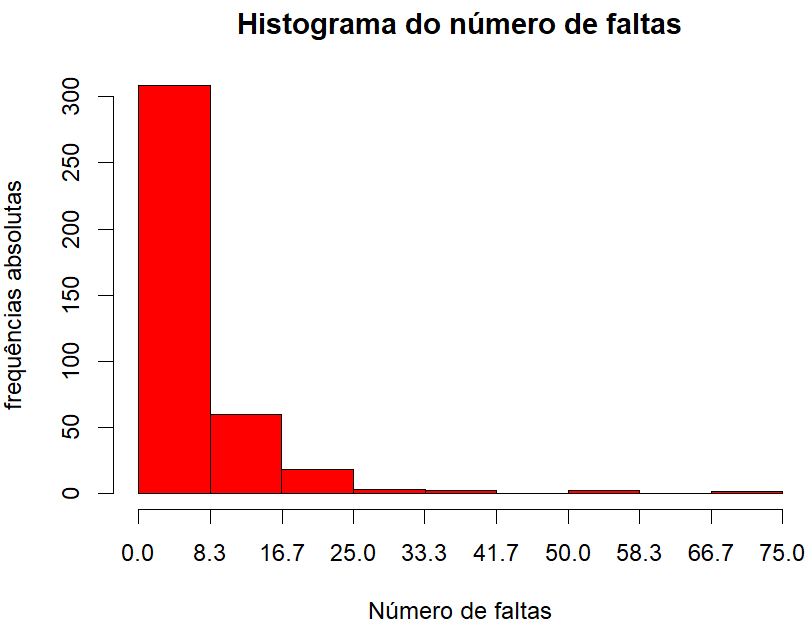 Histograma do número de faltas
frequências absolutas
300
250
200
150
100
50
0
0.0 8.3 16.7 25.0 33.3 41.7 50.0 58.3 66.7 75.0
Número de faltas